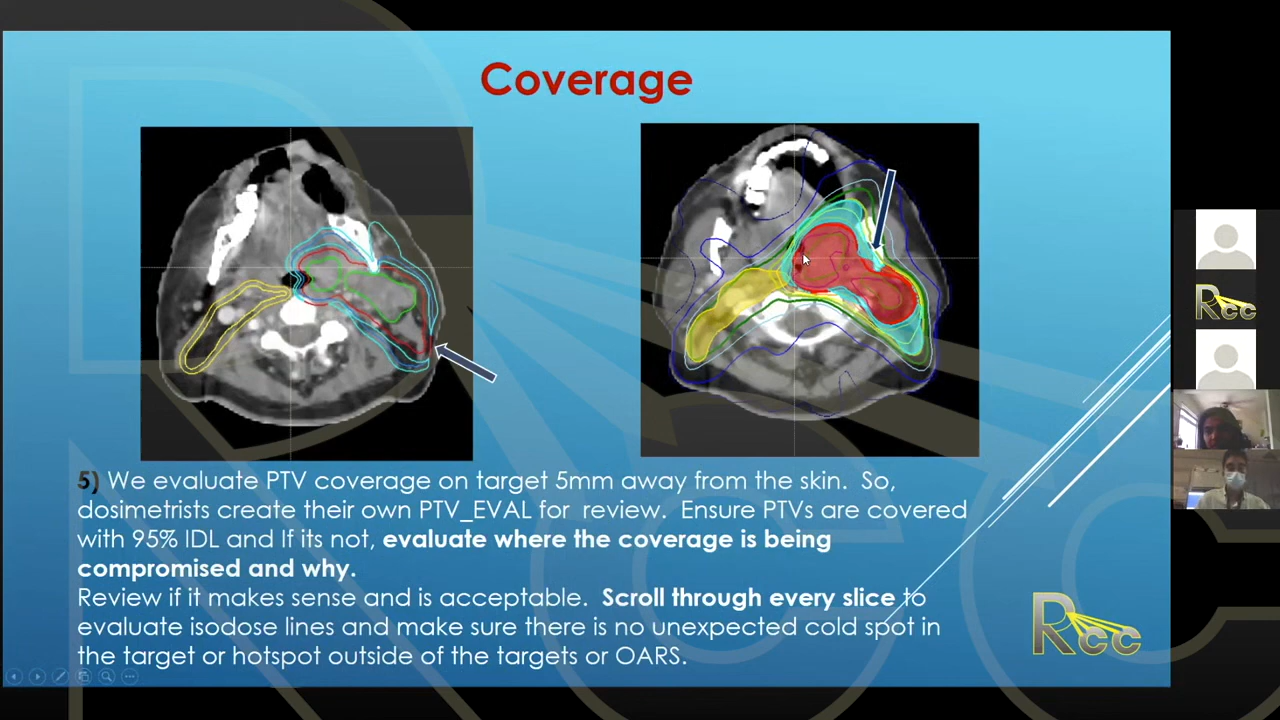 Coverage
5) We evaluate PTV coverage on target 5mm away from the skin. So,
dosimetrists create their own PTV_EVAL for review. Ensure PTVs are covered
with 95% IDL and If its not, evaluate where the coverage is being
compromised and why.
Review if it makes sense and is acceptable. Scroll through every slice to
evaluate isodose lines and make sure there is no unexpected cold spot in
the target or hotspot outside of the targets or OARS.
Rcc
Rcc